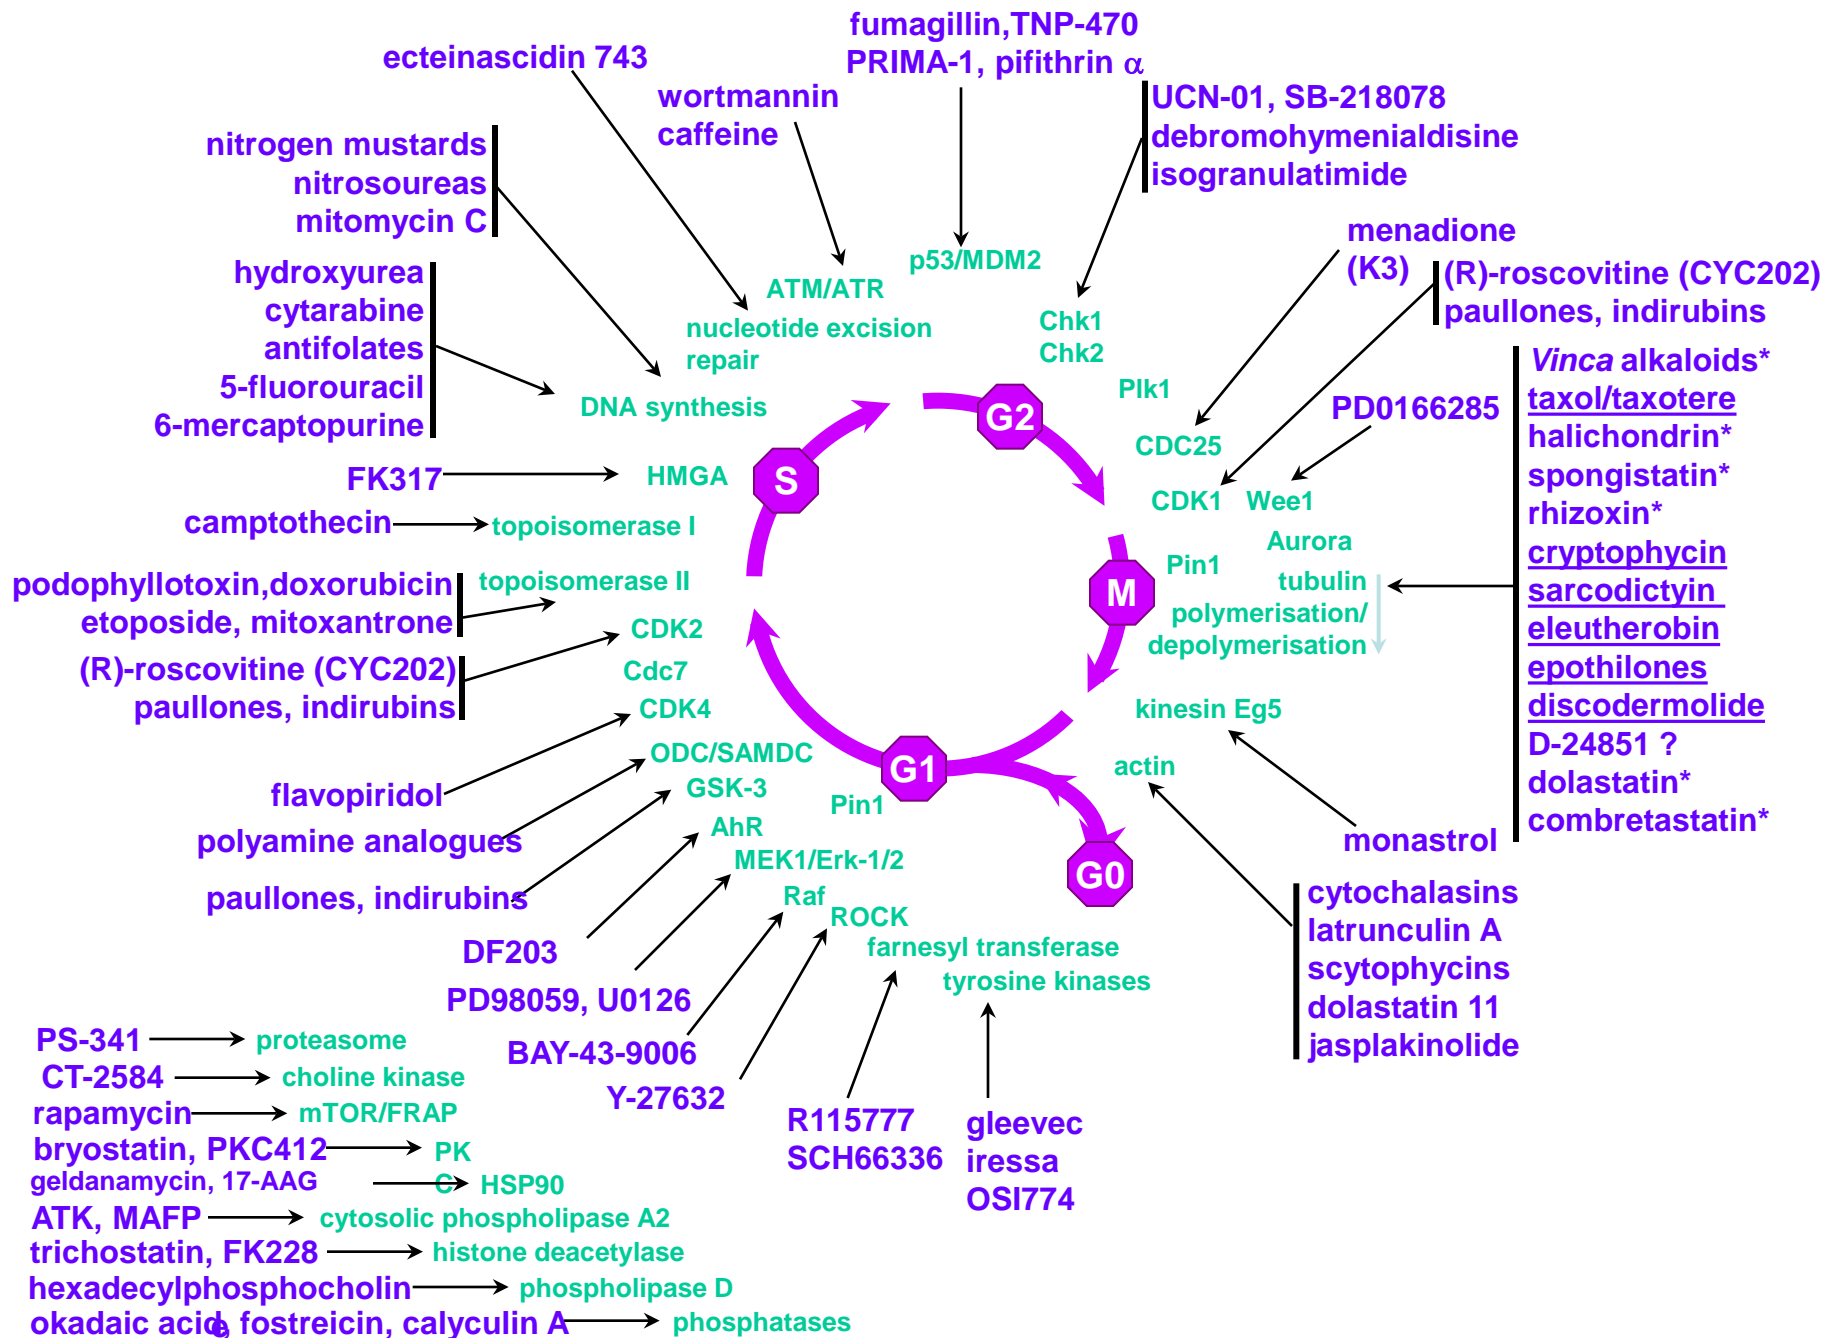 fumagillin,TNP-470
PRIMA-1, pifithrin α
ecteinascidin 743
wortmannin
caffeine
UCN-01, SB-218078
debromohymenialdisine
isogranulatimide
nitrogen mustards
nitrosoureas
mitomycin C
menadione
(K3)
(R)-roscovitine (CYC202)
paullones, indirubins
hydroxyurea
cytarabine
antifolates
5-fluorouracil
6-mercaptopurine
p53/MDM2
ATM/ATR
nucleotide excision
repair
Chk1
Chk2
Plk1
DNA synthesis
CDC25
PD0166285
Vinca alkaloids*
taxol/taxotere
halichondrin*
spongistatin*
rhizoxin*
cryptophycin
sarcodictyin
eleutherobin
epothilones
discodermolide
D-24851 ?
dolastatin*
combretastatin*
G2
S
M
G1
G0
FK317
HMGA
CDK1
Wee1
camptothecin
topoisomerase I
Aurora
Pin1
tubulin
polymerisation/
depolymerisation
podophyllotoxin,doxorubicin
etoposide, mitoxantrone
topoisomerase II
CDK2
(R)-roscovitine (CYC202)
paullones, indirubins
Cdc7
CDK4
kinesin Eg5
ODC/SAMDC
actin
GSK-3
Pin1
flavopiridol
AhR
polyamine analogues
monastrol
MEK1/Erk-1/2
paullones, indirubins
Raf
ROCK
cytochalasins
latrunculin A
scytophycins
dolastatin 11
jasplakinolide
farnesyl transferase
tyrosine kinases
DF203
PD98059, U0126
BAY-43-9006
Y-27632
R115777
SCH66336
gleevec
iressa
OSI774
PS-341
proteasome
CT-2584
choline kinase
rapamycin
mTOR/FRAP
bryostatin, PKC412
PK
C
geldanamycin, 17-AAG
HSP90
ATK, MAFP
cytosolic phospholipase A2
trichostatin, FK228
histone deacetylase
hexadecylphosphocholin
e
phospholipase D
okadaic acid, fostreicin, calyculin A
phosphatases